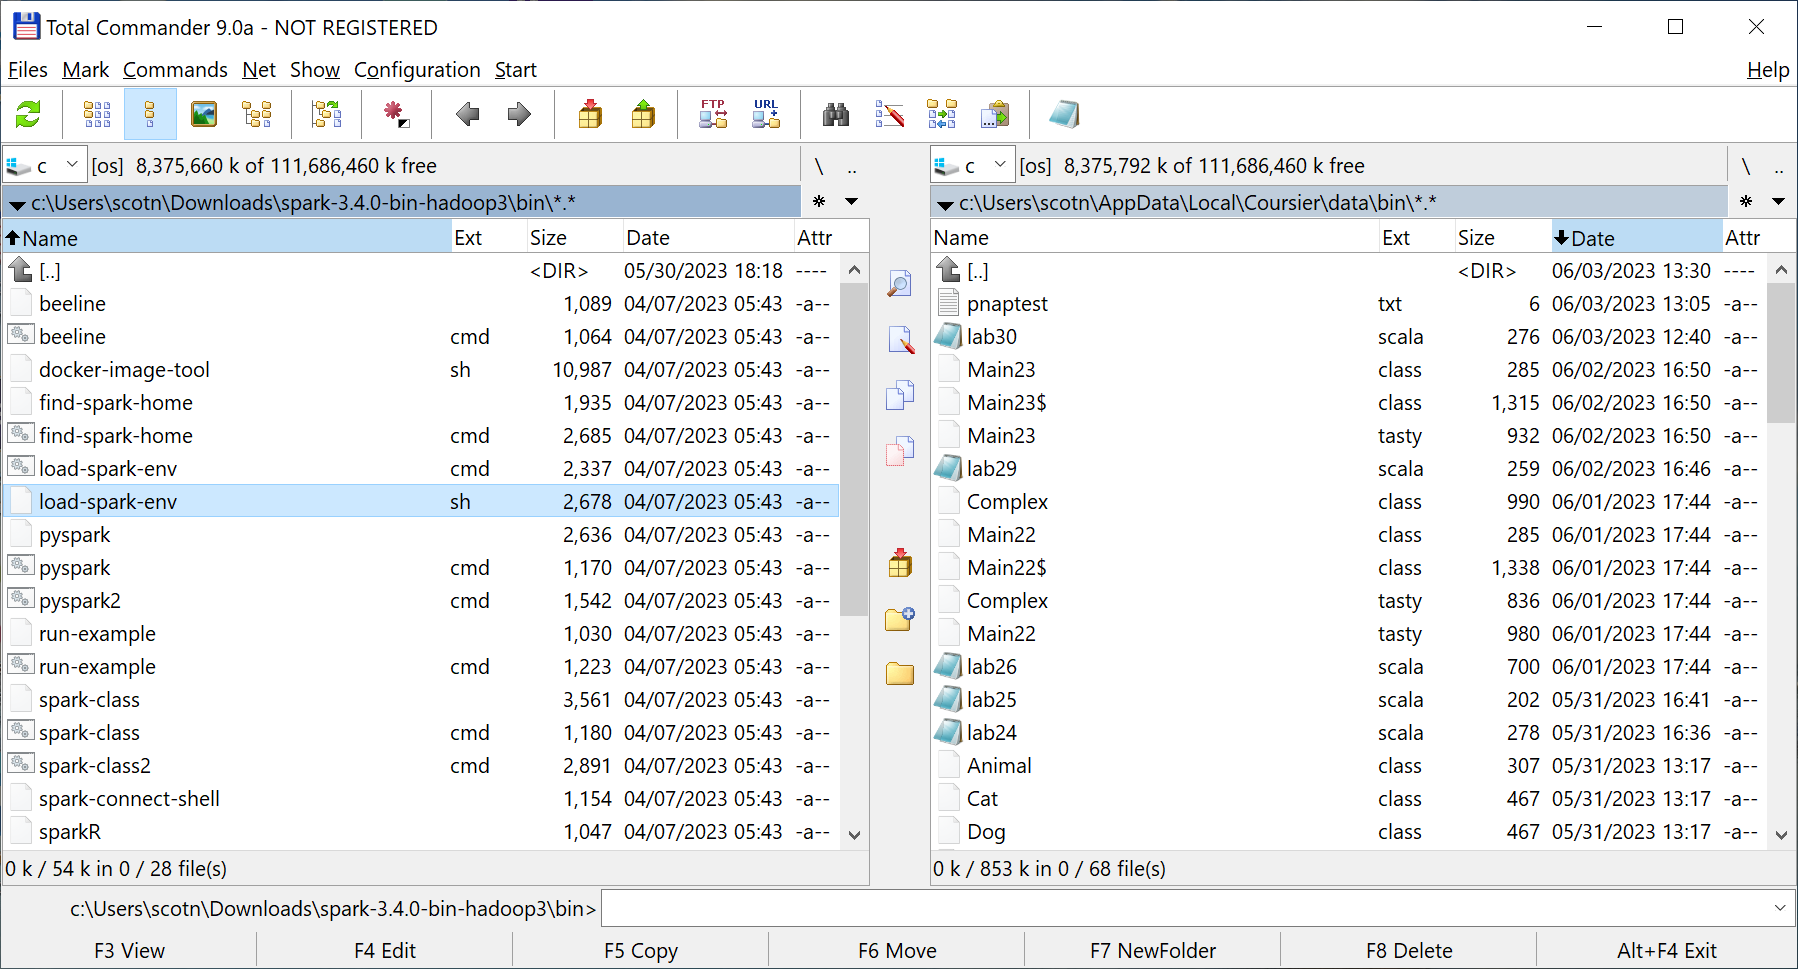 Total Commander 9.0a - NOT REGISTERED
Files Mark Commands Net Show Configuration Start Help
FTP URL
c [os] 8,375,660 k of 111,686,460 k free \ ..
c:\Users\scotn\Downloads\spark-3.4.0-bin-hadoop3\bin\*.* *
Name Ext Size Date Attr
[..] <DIR> 05/30/2023 18:18 ----
beeline 1,089 04/07/2023 05:43 -a--
beeline cmd 1,064 04/07/2023 05:43 -a--
docker-image-tool sh 10,987 04/07/2023 05:43 -a--
find-spark-home 1,935 04/07/2023 05:43 -a--
find-spark-home cmd 2,685 04/07/2023 05:43 -a--
load-spark-env cmd 2,337 04/07/2023 05:43 -a--
load-spark-env sh 2,678 04/07/2023 05:43 -a--
pyspark 2,636 04/07/2023 05:43 -a--
pyspark cmd 1,170 04/07/2023 05:43 -a--
pyspark2 cmd 1,542 04/07/2023 05:43 -a--
run-example 1,030 04/07/2023 05:43 -a--
run-example cmd 1,223 04/07/2023 05:43 -a--
spark-class 3,561 04/07/2023 05:43 -a--
spark-class cmd 1,180 04/07/2023 05:43 -a--
spark-class2 cmd 2,891 04/07/2023 05:43 -a--
spark-connect-shell 1,154 04/07/2023 05:43 -a--
sparkR 1,047 04/07/2023 05:43 -a--
0 k / 54 k in 0 / 28 file(s)
c [os] 8,375,792 k of 111,686,460 k free \ ..
c:\Users\scotn\AppData\Local\Coursier\data\bin\*.* *
Name Ext Size Date Attr
[..] <DIR> 06/03/2023 13:30 ----
pnaptest txt 6 06/03/2023 13:05 -a--
lab30 scala 276 06/03/2023 12:40 -a--
Main23 class 285 06/02/2023 16:50 -a--
Main23$ class 1,315 06/02/2023 16:50 -a--
Main23 tasty 932 06/02/2023 16:50 -a--
lab29 scala 259 06/02/2023 16:46 -a--
Complex class 990 06/01/2023 17:44 -a--
Main22 class 285 06/01/2023 17:44 -a--
Main22$ class 1,338 06/01/2023 17:44 -a--
Complex tasty 836 06/01/2023 17:44 -a--
Main22 tasty 980 06/01/2023 17:44 -a--
lab26 scala 700 06/01/2023 17:44 -a--
lab25 scala 202 05/31/2023 16:41 -a--
lab24 scala 278 05/31/2023 16:36 -a--
Animal class 307 05/31/2023 13:17 -a--
Cat class 467 05/31/2023 13:17 -a--
Dog class 467 05/31/2023 13:17 -a--
0 k / 853 k in 0 / 68 file(s)
c:\Users\scotn\Downloads\spark-3.4.0-bin-hadoop3\bin>
F3 View F4 Edit F5 Copy F6 Move F7 NewFolder F8 Delete Alt+F4 Exit